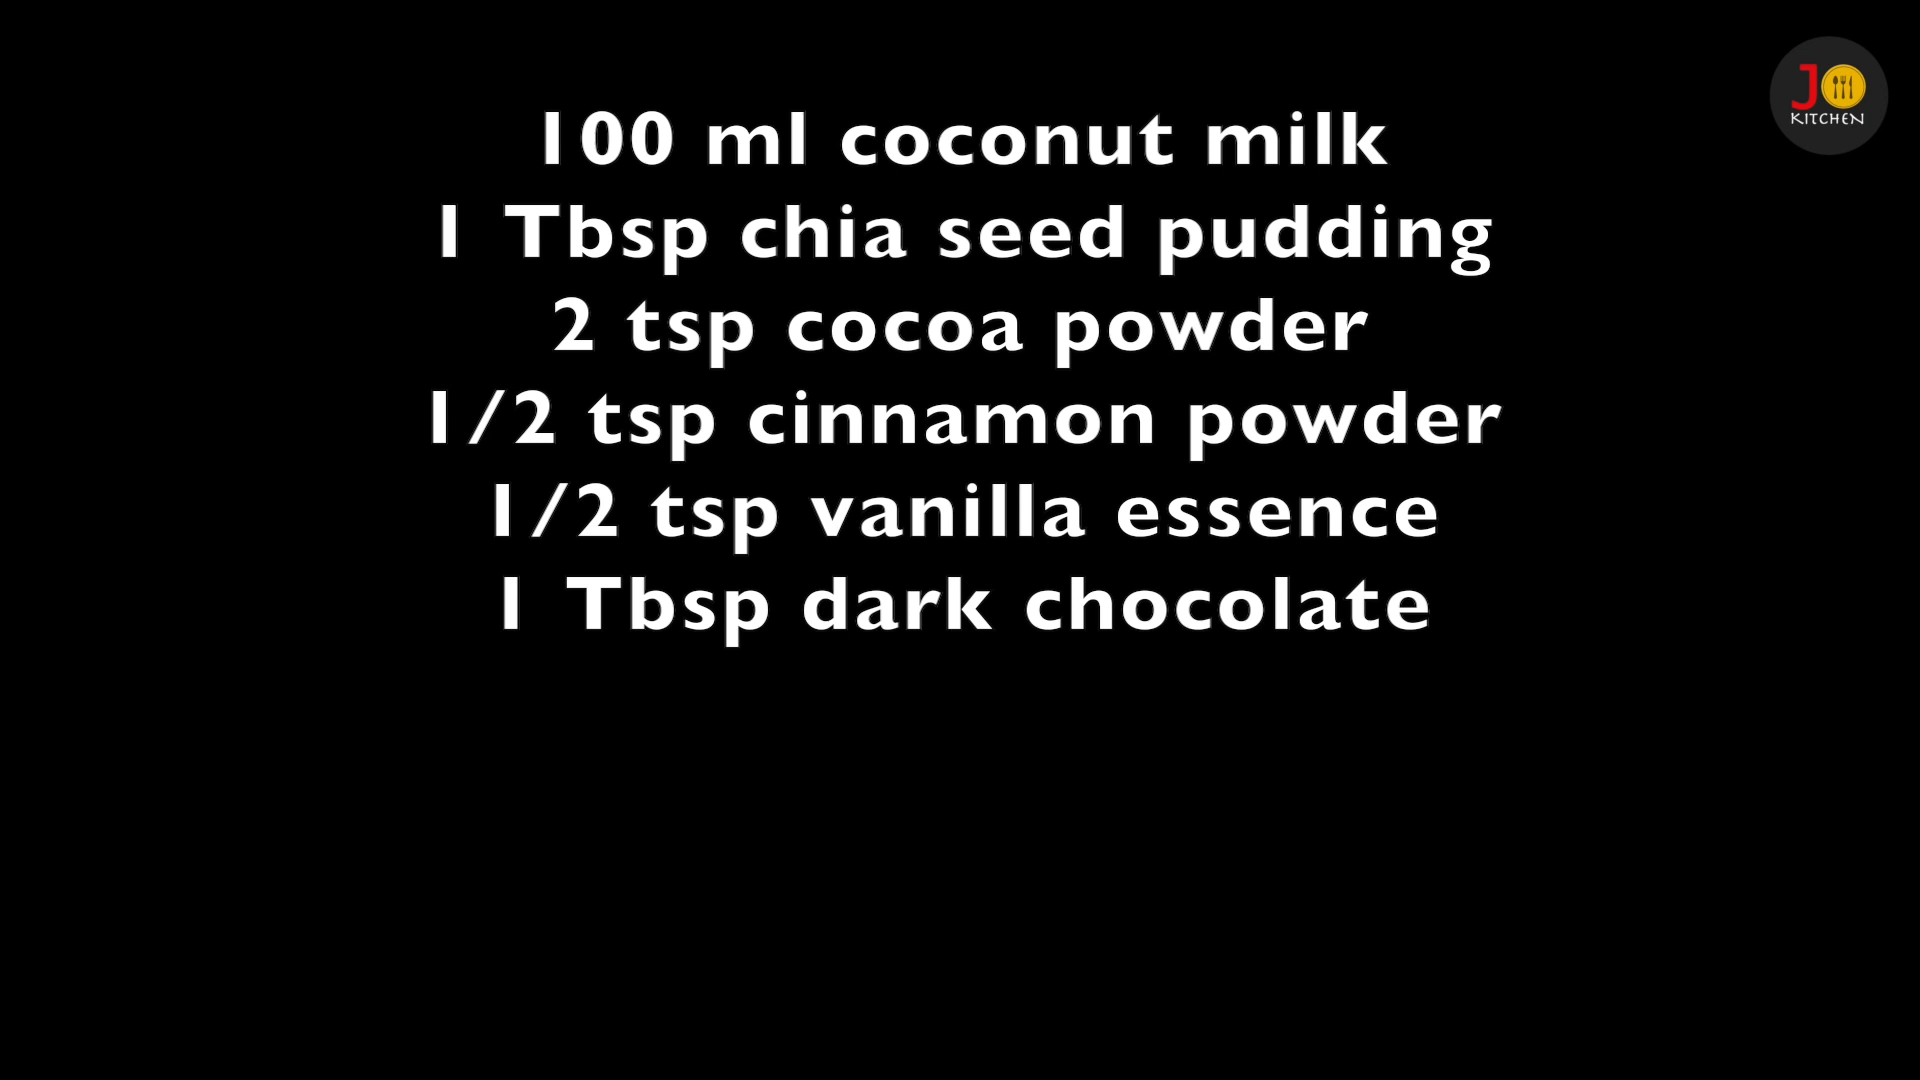 JO
KITCHEN
100 ml coconut milk
1 Tbsp chia seed pudding
2 tsp cocoa powder
1/2 tsp cinnamon powder
1/2 tsp vanilla essence
1 Tbsp dark chocolate